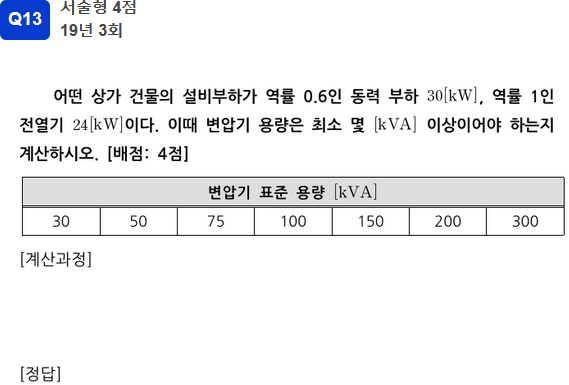 Q13
서술형 4점
19년 3회
어떤 상가 건물의 설비부하가 역률 0.6인 동력 부하 30[kW], 역률 1인
전열기 24[kW]이다. 이때 변압기 용량은 최소 몇 [kVA] 이상이어야 하는지
계산하시오. [배점: 4점]
변압기 표준 용량 [kVA]
30 50 75 100 150 200 300
[계산과정]
[정답]